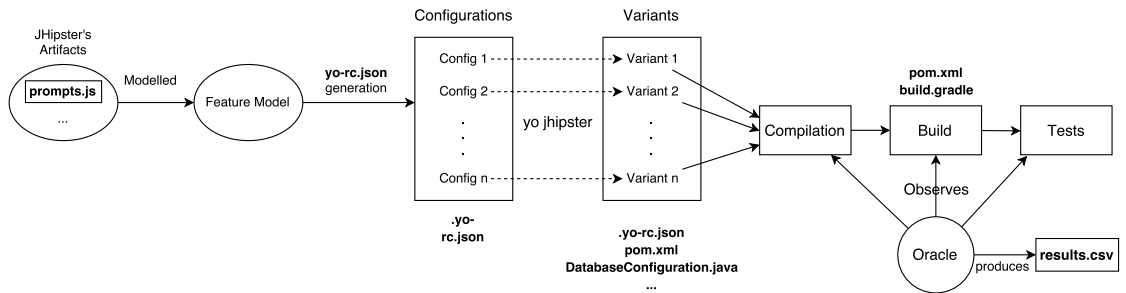 JHipster's
Artifacts
prompts.js
...
Modelled
Feature Model
yo-rc.json
generation
Configurations
Config 1
Config 2
.
.
.
Config n
.yo-
rc.json
yo jhipster
Variants
Variant 1
Variant 2
.
.
.
Variant n
.yo-rc.json
pom.xml
DatabaseConfiguration.java
...
Compilation
pom.xml
build.gradle
Build
Tests
Observes
Oracle
produces
results.csv